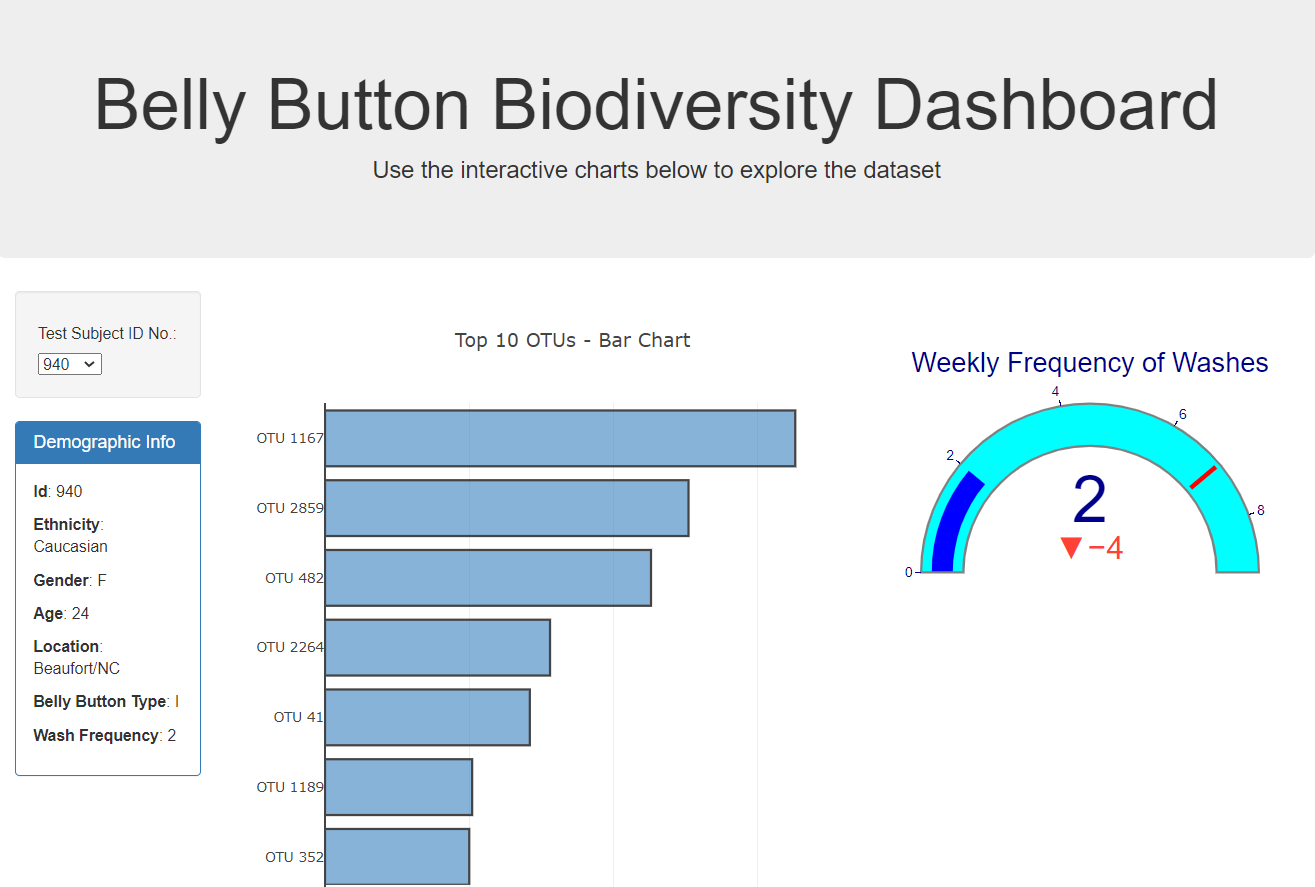 Belly Button Biodiversity Dashboard
Use the interactive charts below to explore the dataset
Test Subject ID No.:
940
Demographic Info
Id: 940
Ethnicity:
Caucasian
Gender: F
Age: 24
Location:
Beaufort/NC
Belly Button Type: I
Wash Frequency: 2
Top 10 OTUs - Bar Chart
OTU 1167
OTU 2859
OTU 482
OTU 2264
OTU 41
OTU 1189
OTU 352
Weekly Frequency of Washes
0
2
4
6
8
2
▼−4